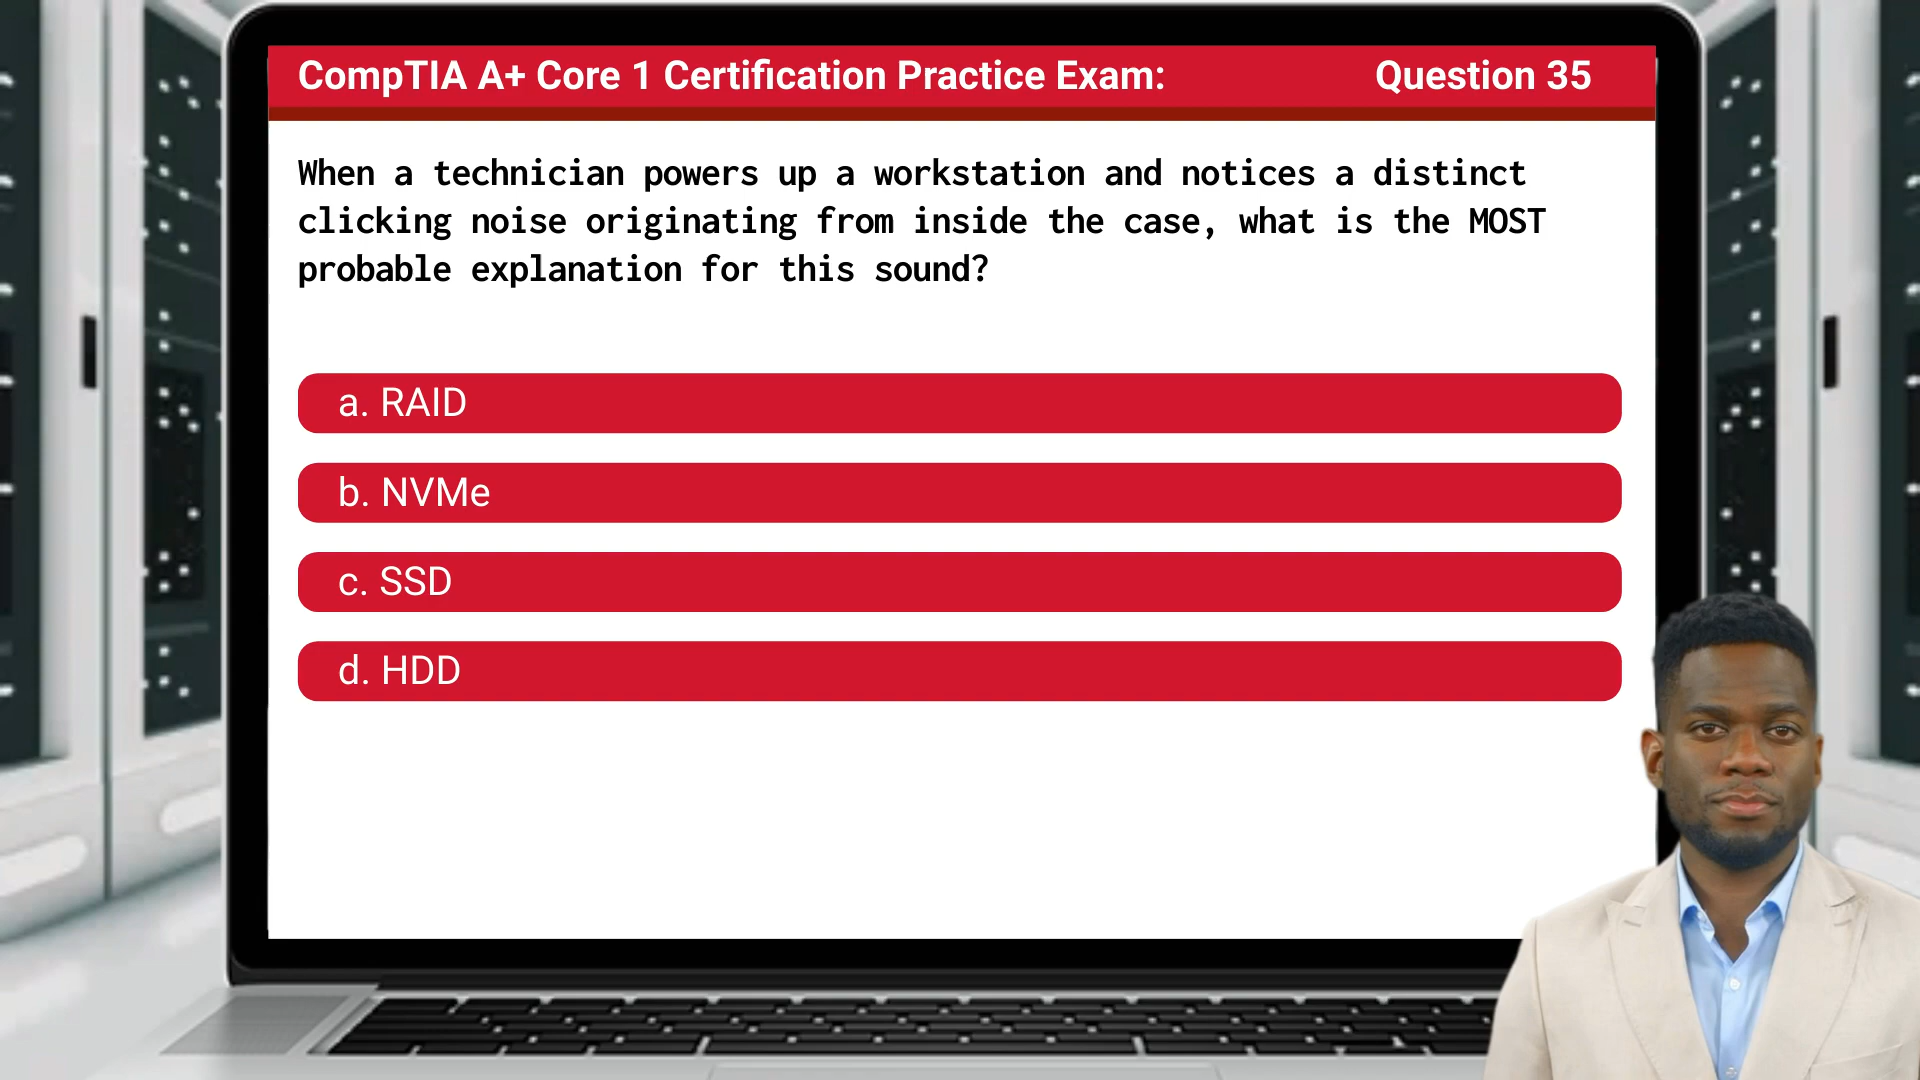 CompTIA A+ Core 1 Certification Practice Exam: Question 35
When a technician powers up a workstation and notices a distinct
clicking noise originating from inside the case, what is the MOST
probable explanation for this sound?
a. RAID
b. NVMe
c. SSD
d. HDD